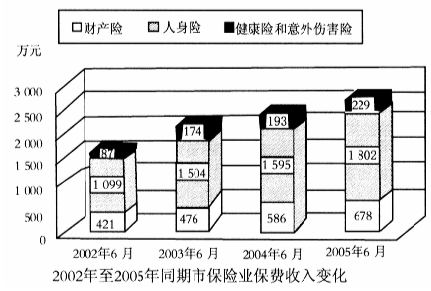 财产险 人身险 健康险和意外伤害险
万元
3 000
2 500
2 000
1 500
1 000
500
0
174
193
229
1 099
1 504
1 595
1 802
421
476
586
678
2002年6月
2003年6月
2004年6月
2005年6月
2002年至2005年同期市保险业保费收入变化